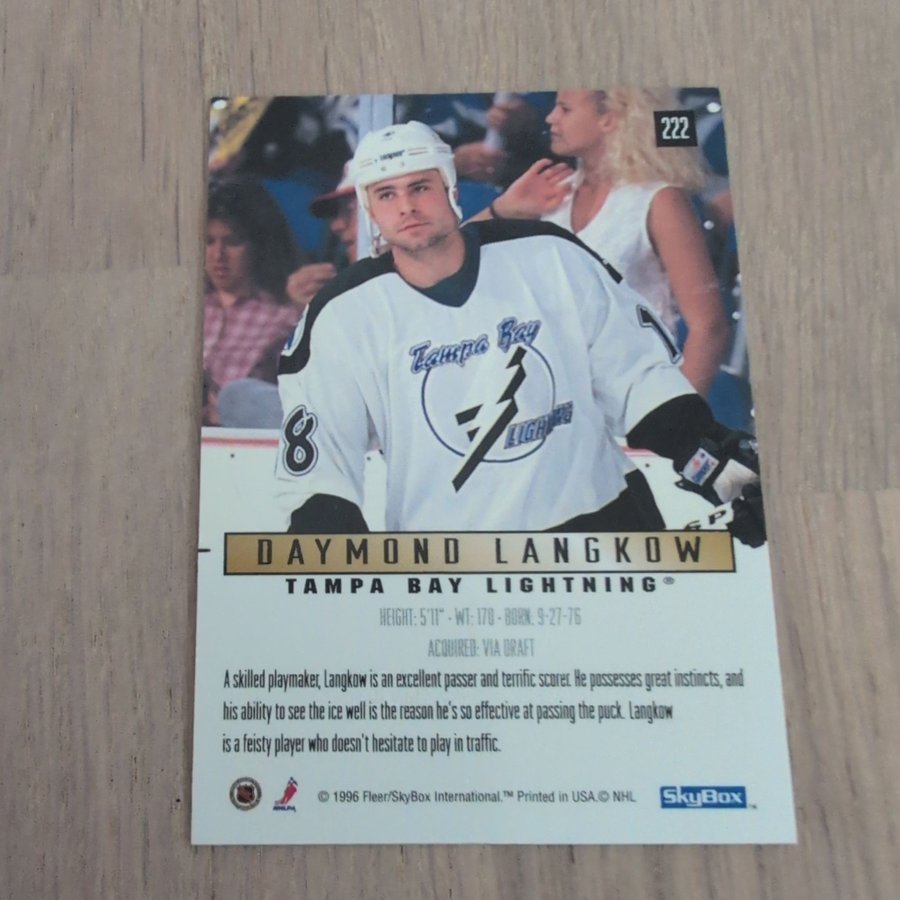 222
Tampa Bay
LIGHTNING
18
8
DAYMOND LANGKOW
TAMPA BAY LIGHTNING®
HEIGHT: 5'11" • WT: 178 • BORN: 9-27-76
ACQUIRED: VIA DRAFT
A skilled playmaker, Langkow is an excellent passer and terrific scorer. He possesses great instincts, and
his ability to see the ice well is the reason he's so effective at passing the puck. Langkow
is a feisty player who doesn't hesitate to play in traffic.
NHLPA
© 1996 Fleer/SkyBox International.™ Printed in USA.© NHL
SkyBox™